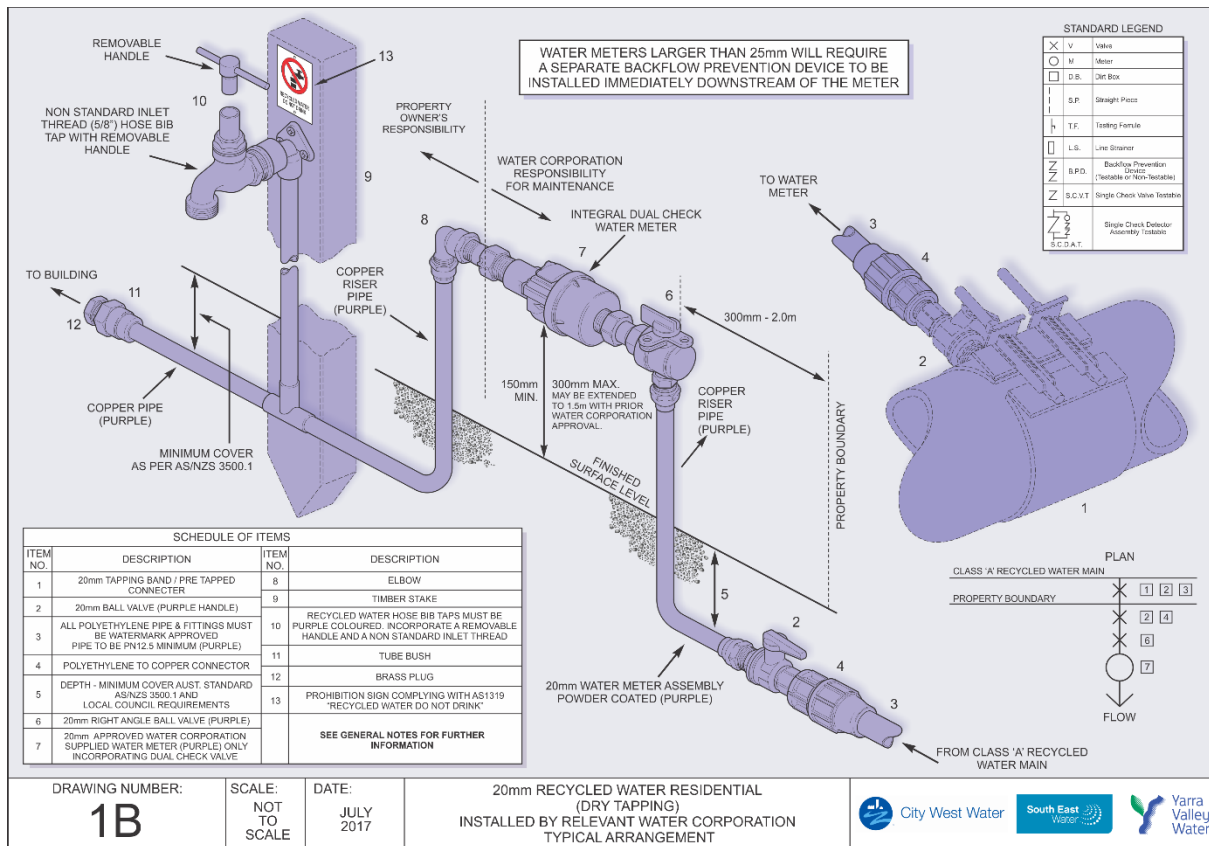 REMOVABLE
HANDLE
13
RECYCLED WATER
DO NOT DRINK
10
NON STANDARD INLET
THREAD (5/8") HOSE BIB
TAP WITH REMOVABLE
HANDLE
9
WATER METERS LARGER THAN 25mm WILL REQUIRE
A SEPARATE BACKFLOW PREVENTION DEVICE TO BE
INSTALLED IMMEDIATELY DOWNSTREAM OF THE METER
PROPERTY
OWNER'S
RESPONSIBILITY
WATER CORPORATION
RESPONSIBILITY
FOR MAINTENANCE
INTEGRAL DUAL CHECK
WATER METER
8
7
6
TO WATER
METER
3
4
2
1
STANDARD LEGEND
V Valve
M Meter
D.B. Dirt Box
S.P. Straight Piece
T.F. Testing Ferrule
L.S. Line Strainer
B.P.D. Backflow Prevention
Device
(Testable or Non-Testable)
S.C.V.T Single Check Valve Testable
S.C.D.A.T. Single Check Detector
Assembly Testable
TO BUILDING
11
12
COPPER
RISER
PIPE
(PURPLE)
COPPER PIPE
(PURPLE)
MINIMUM COVER
AS PER AS/NZS 3500.1
150mm
MIN.
300mm MAX.
MAY BE EXTENDED
TO 1.5m WITH PRIOR
WATER CORPORATION
APPROVAL.
300mm - 2.0m
COPPER
RISER
PIPE
(PURPLE)
FINISHED
SURFACE LEVEL
PROPERTY BOUNDARY
5
2
4
3
20mm WATER METER ASSEMBLY
POWDER COATED (PURPLE)
FROM CLASS 'A' RECYCLED
WATER MAIN
PLAN
CLASS 'A' RECYCLED WATER MAIN
1 2 3
PROPERTY BOUNDARY
2 4
6
7
FLOW
SCHEDULE OF ITEMS
ITEM
NO.
DESCRIPTION
1 20mm TAPPING BAND / PRE TAPPED
CONNECTER
2 20mm BALL VALVE (PURPLE HANDLE)
3 ALL POLYETHYLENE PIPE & FITTINGS MUST
BE WATERMARK APPROVED
PIPE TO BE PN12.5 MINIMUM (PURPLE)
4 POLYETHYLENE TO COPPER CONNECTOR
5 DEPTH - MINIMUM COVER AUST. STANDARD
AS/NZS 3500.1 AND
LOCAL COUNCIL REQUIREMENTS
6 20mm RIGHT ANGLE BALL VALVE (PURPLE)
7 20mm APPROVED WATER CORPORATION
SUPPLIED WATER METER (PURPLE) ONLY
INCORPORATING DUAL CHECK VALVE
ITEM
NO.
DESCRIPTION
8 ELBOW
9 TIMBER STAKE
10 RECYCLED WATER HOSE BIB TAPS MUST BE
PURPLE COLOURED. INCORPORATE A REMOVABLE
HANDLE AND A NON STANDARD INLET THREAD
11 TUBE BUSH
12 BRASS PLUG
13 PROHIBITION SIGN COMPLYING WITH AS1319
"RECYCLED WATER DO NOT DRINK"
SEE GENERAL NOTES FOR FURTHER
INFORMATION
DRAWING NUMBER:
1B
SCALE:
NOT
TO
SCALE
DATE:
JULY
2017
20mm RECYCLED WATER RESIDENTIAL
(DRY TAPPING)
INSTALLED BY RELEVANT WATER CORPORATION
TYPICAL ARRANGEMENT
City West Water
South East
Water
Yarra
Valley
Water